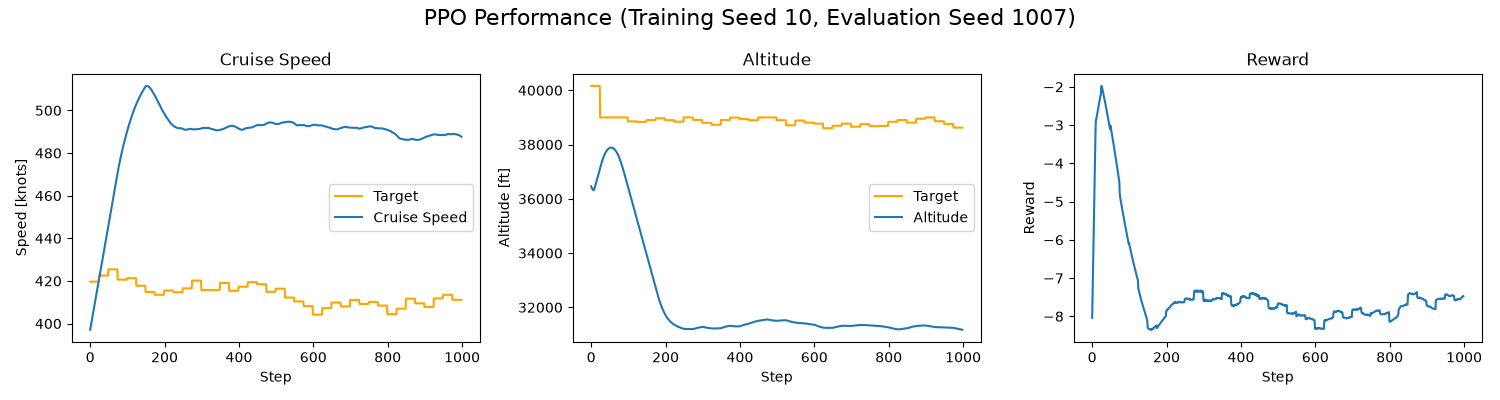 PPO Performance (Training Seed 10, Evaluation Seed 1007)
Cruise Speed
Speed [knots]
500
480
460
440
420
400
0 200 400 600 800 1000
Step
Target
Cruise Speed
Altitude
Altitude [ft]
40000
38000
36000
34000
32000
0 200 400 600 800 1000
Step
Target
Altitude
Reward
Reward
−2
−3
−4
−5
−6
−7
−8
0 200 400 600 800 1000
Step